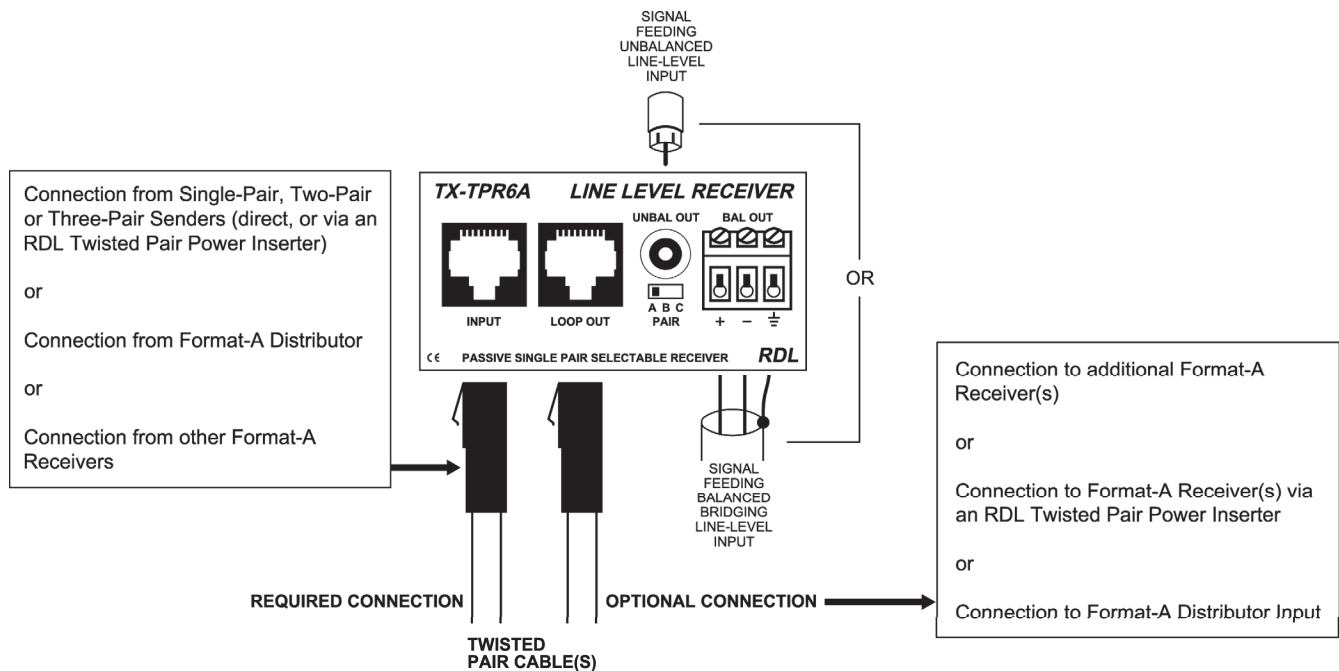 SIGNAL
FEEDING
UNBALANCED
LINE-LEVEL
INPUT
Connection from Single-Pair, Two-Pair
or Three-Pair Senders (direct, or via an
RDL Twisted Pair Power Inserter)
or
Connection from Format-A Distributor
or
Connection from other Format-A
Receivers
TX-TPR6A LINE LEVEL RECEIVER
UNBAL OUT BAL OUT
A B C
PAIR
INPUT LOOP OUT
+ –
CE PASSIVE SINGLE PAIR SELECTABLE RECEIVER RDL
OR
SIGNAL
FEEDING
BALANCED
BRIDGING
LINE-LEVEL
INPUT
Connection to additional Format-A
Receiver(s)
or
Connection to Format-A Receiver(s) via
an RDL Twisted Pair Power Inserter
or
Connection to Format-A Distributor Input
REQUIRED CONNECTION OPTIONAL CONNECTION
TWISTED
PAIR CABLE(S)